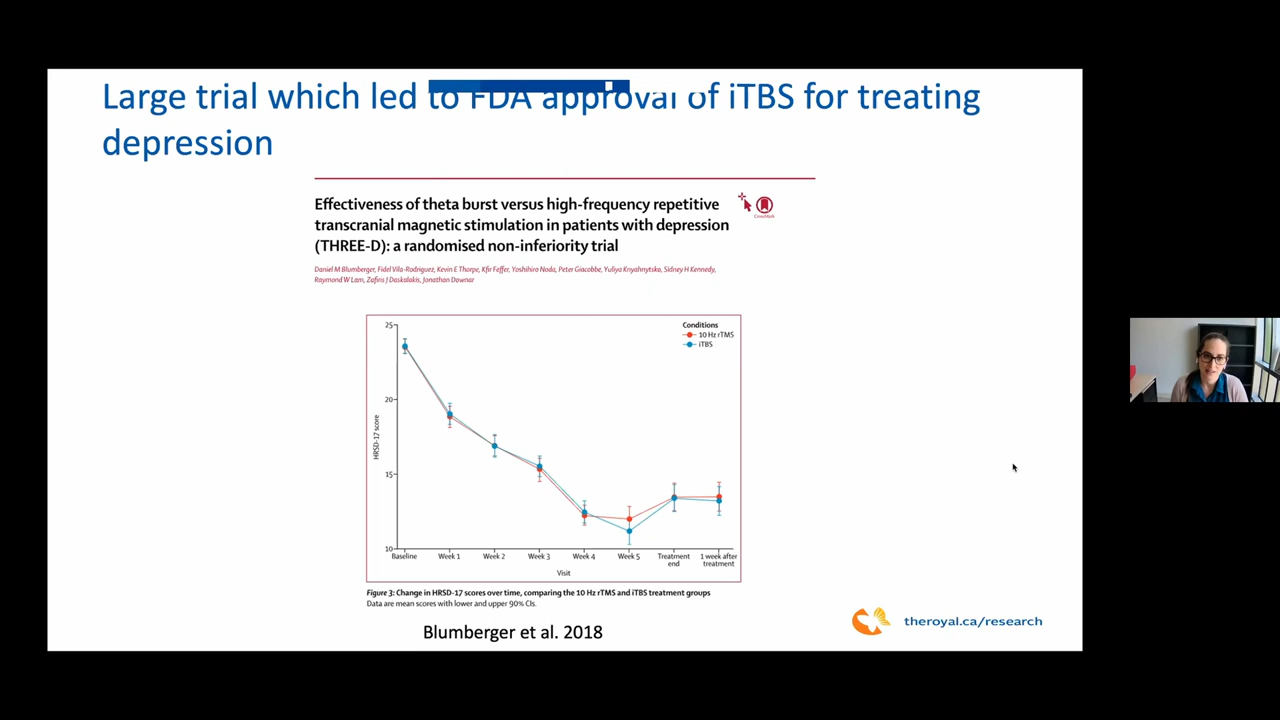 Large trial which led to FDA approval of iTBS for treating
depression
Effectiveness of theta burst versus high-frequency repetitive
transcranial magnetic stimulation in patients with depression
(THREE-D): a randomised non-inferiority trial
CrossMark
Daniel M Blumberger, Fidel Vila-Rodriguez, Kevin E Thorpe, Kfir Feffer, Yoshihiro Noda, Peter Giacobbe, Yuliya Knyahnytska, Sidney H Kennedy,
Raymond W Lam, Zafiris J Daskalakis, Jonathan Downar
Conditions
10 Hz rTMS
iTBS
25
20
15
10
HRSD-17 score
Baseline Week 1 Week 2 Week 3 Week 4 Week 5 Treatment end 1 week after treatment
Visit
Figure 3: Change in HRSD-17 scores over time, comparing the 10 Hz rTMS and iTBS treatment groups
Data are mean scores with lower and upper 90% CIs.
Blumberger et al. 2018
theroyal.ca/research